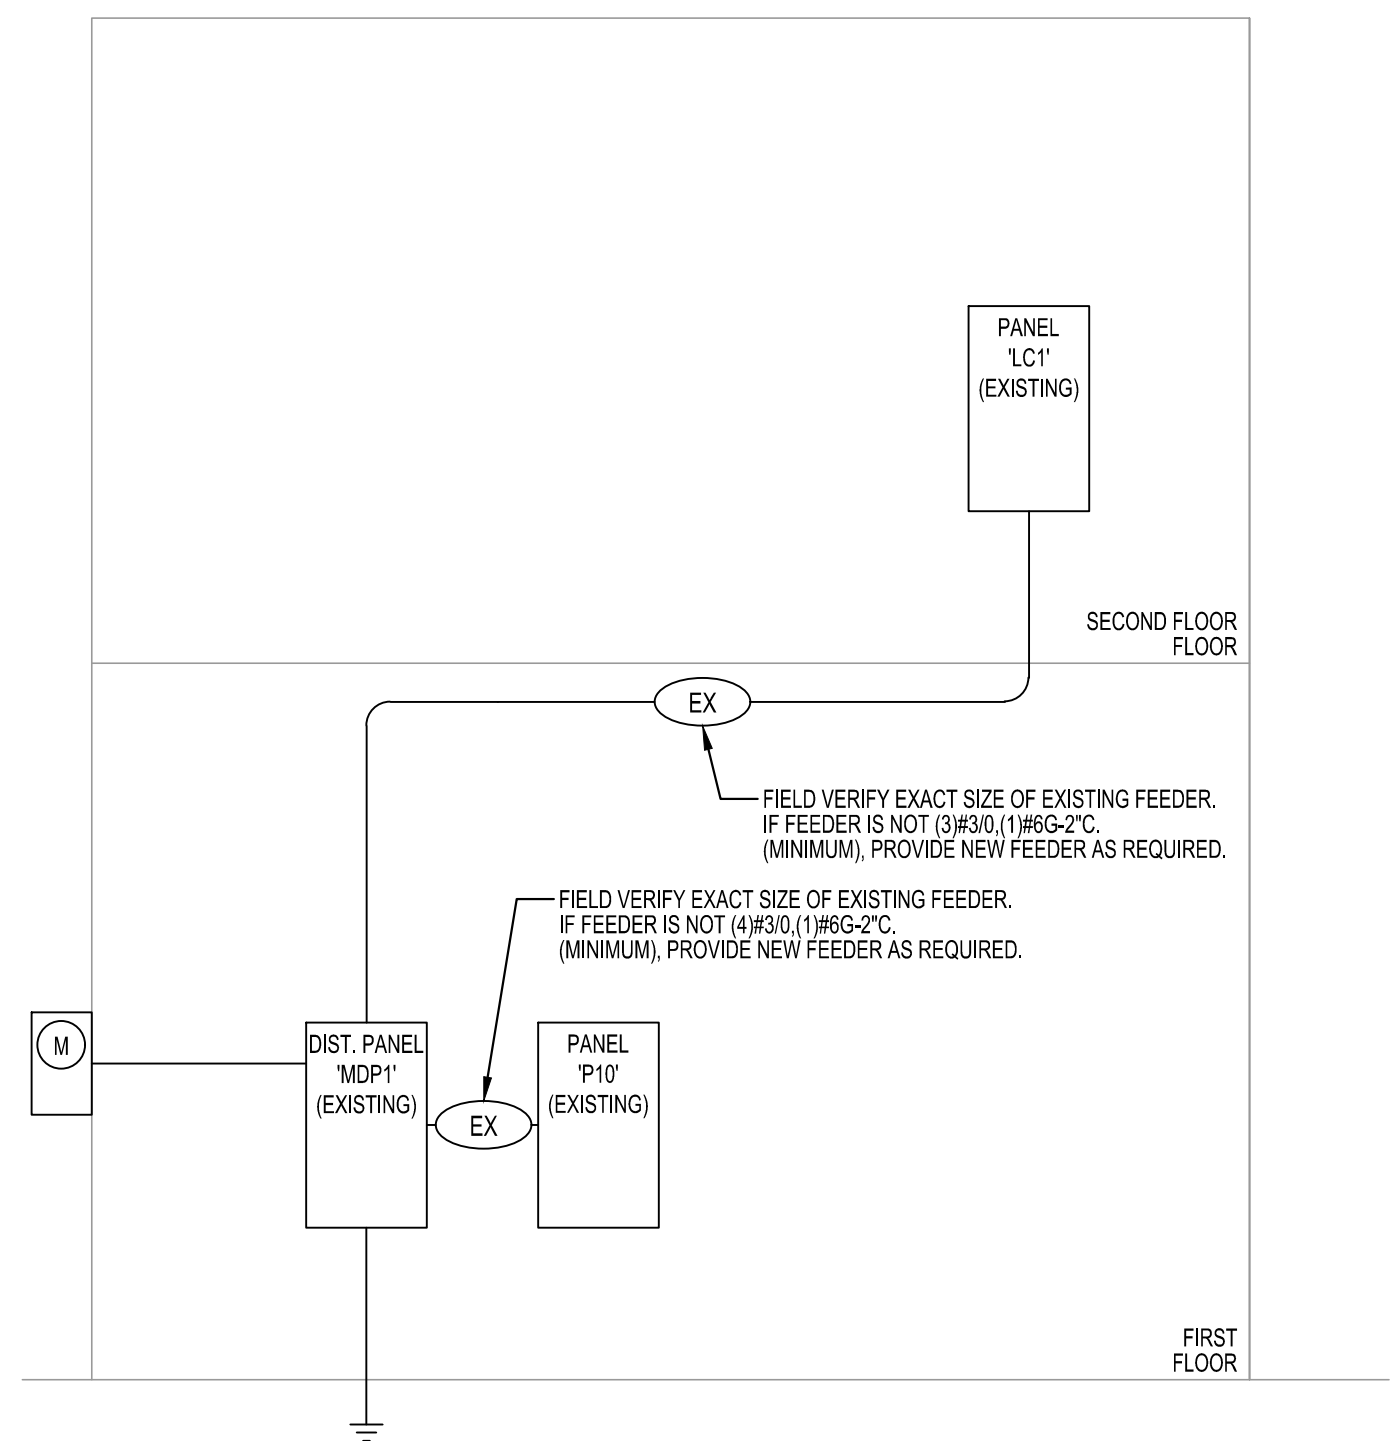 PANEL
'LC1'
(EXISTING)
SECOND FLOOR
FLOOR
EX
FIELD VERIFY EXACT SIZE OF EXISTING FEEDER.
IF FEEDER IS NOT (3)#3/0,(1)#6G-2"C.
(MINIMUM), PROVIDE NEW FEEDER AS REQUIRED.
FIELD VERIFY EXACT SIZE OF EXISTING FEEDER.
IF FEEDER IS NOT (4)#3/0,(1)#6G-2"C.
(MINIMUM), PROVIDE NEW FEEDER AS REQUIRED.
M
DIST. PANEL
'MDP1'
(EXISTING)
EX
PANEL
'P10'
(EXISTING)
FIRST
FLOOR